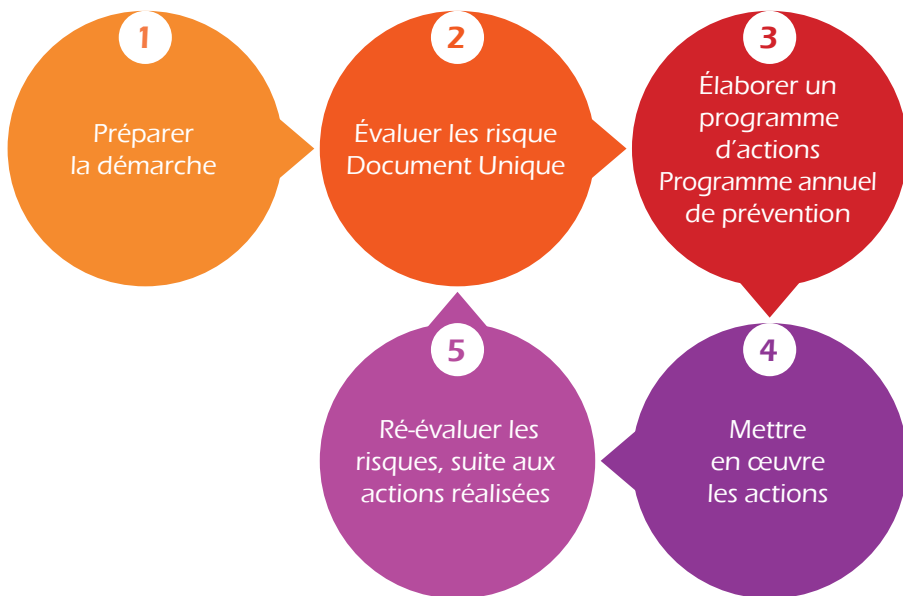 1
Préparer
la démarche
2
Évaluer les risque
Document Unique
3
Élaborer un
programme
d'actions
Programme annuel
de prévention
4
Mettre
en œuvre
les actions
5
Ré-évaluer les
risques, suite aux
actions réalisées